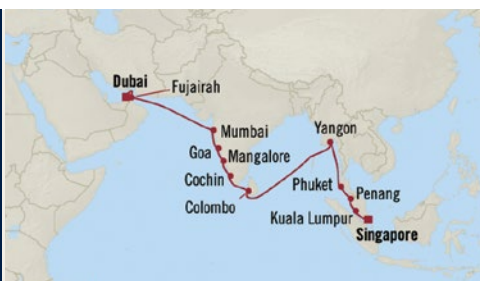 Dubai
Fujairah
Mumbai
Yangon
Goa
Mangalore
Cochin
Phuket
Penang
Colombo
Kuala Lumpur
Singapore